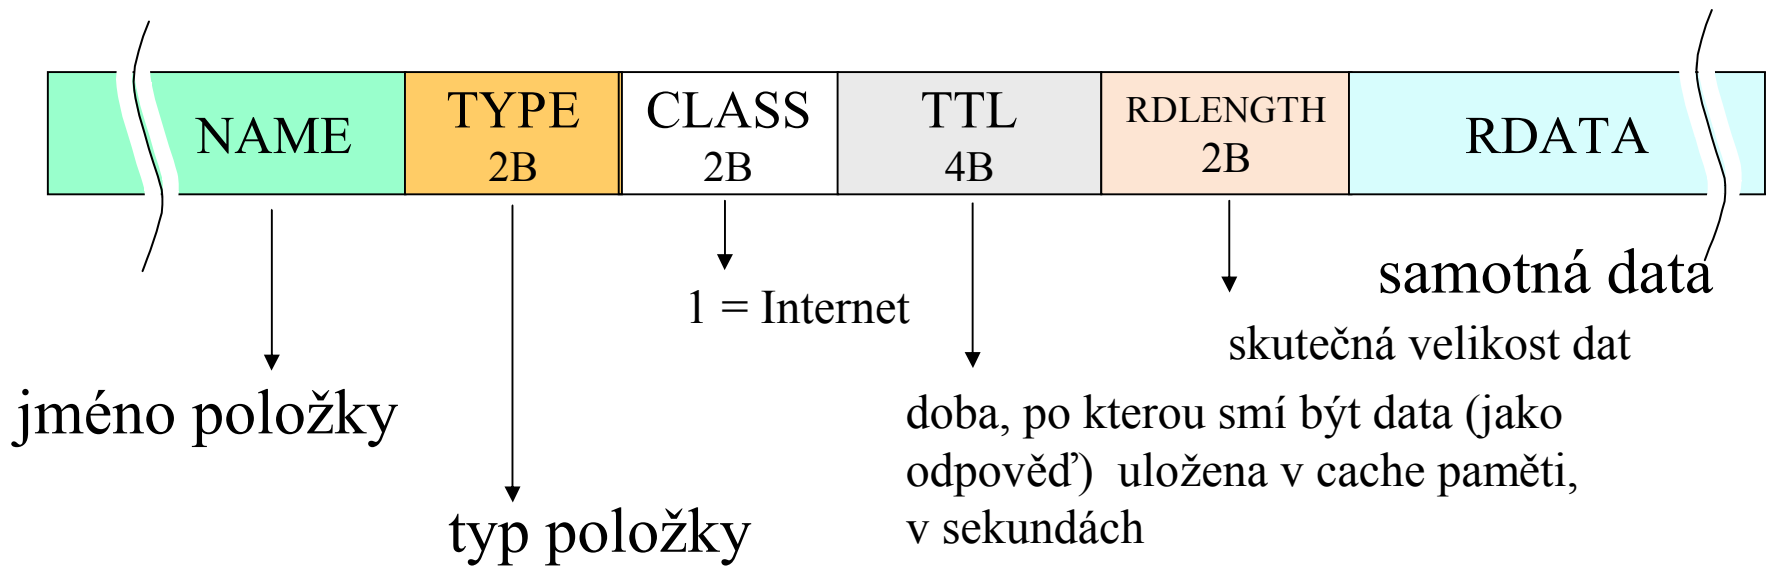 NAME
TYPE
2B
CLASS
2B
TTL
4B
RDLENGTH
2B
RDATA
samotná data
1 = Internet
skutečná velikost dat
jméno položky
doba, po kterou smí být data (jako
odpověď)  uložena v cache paměti,
v sekundách
typ položky